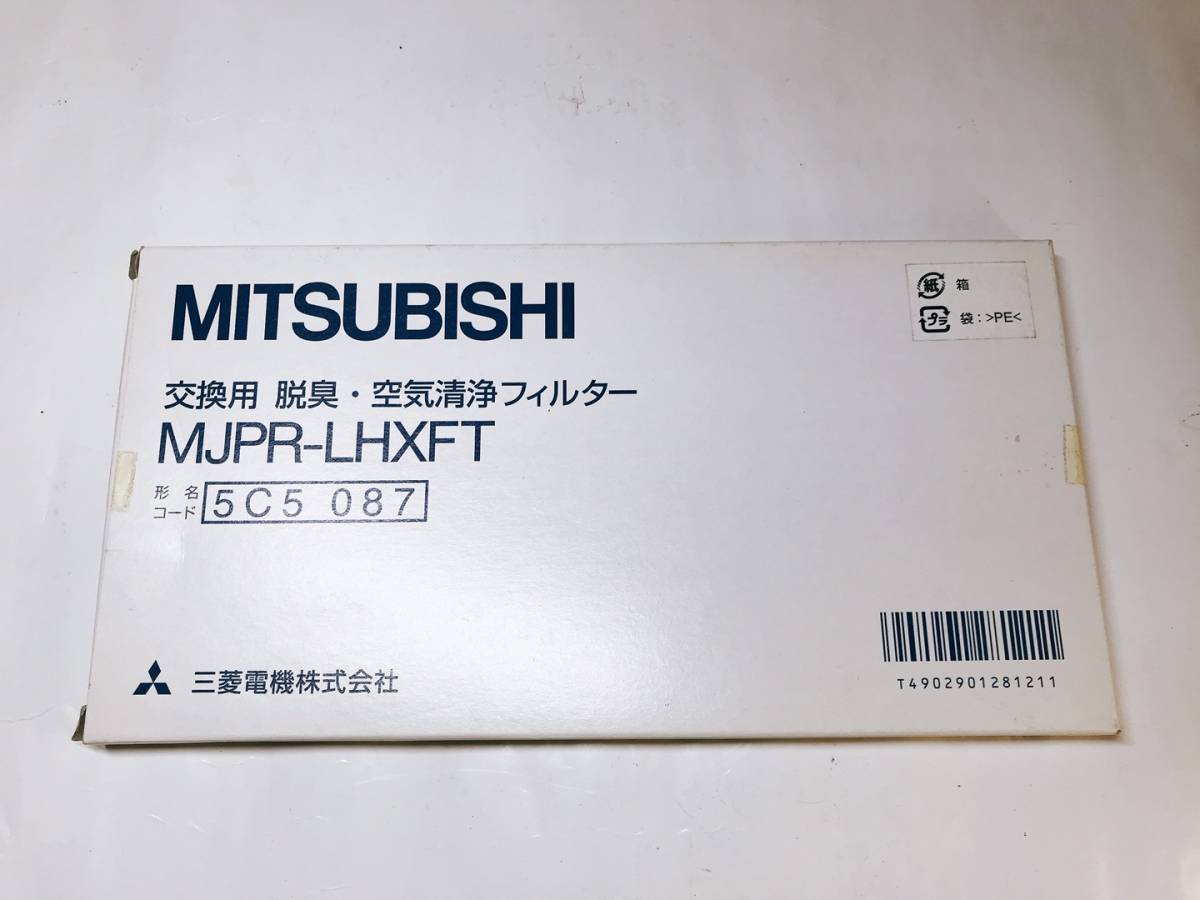 MITSUBISHI
交換用 脱臭・空気清浄フィルター
MJPR-LHXFT
形名コード 5C5 087
三菱電機株式会社
紙 箱
プラ 袋：>PE<
T4902901281211